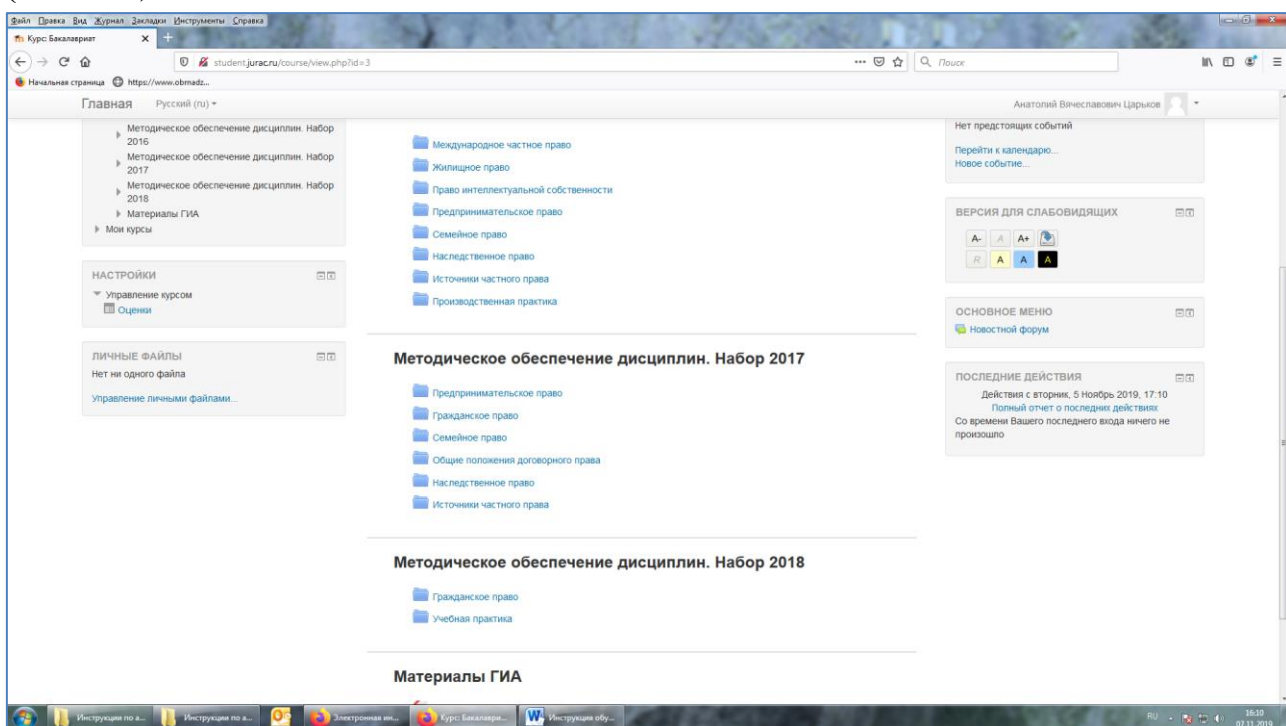 Файл Правка Вид Журнал Закладки Инструменты Справка
Курс: Бакалавриат
student.jurac.ru/course/view.php?id=3
Поиск
Начальная страница https://www.obrnadz...
Главная Русский (ru)
Анатолий Вячеславович Царьков
Методическое обеспечение дисциплин. Набор
2016
Методическое обеспечение дисциплин. Набор
2017
Методическое обеспечение дисциплин. Набор
2018
Материалы ГИА
Мои курсы
НАСТРОЙКИ
Управление курсом
Оценки
ЛИЧНЫЕ ФАЙЛЫ
Нет ни одного файла
Управление личными файлами...
Международное частное право
Жилищное право
Право интеллектуальной собственности
Предпринимательское право
Семейное право
Наследственное право
Источники частного права
Производственная практика
Методическое обеспечение дисциплин. Набор 2017
Предпринимательское право
Гражданское право
Семейное право
Общие положения договорного права
Наследственное право
Источники частного права
Методическое обеспечение дисциплин. Набор 2018
Гражданское право
Учебная практика
Материалы ГИА
Нет предстоящих событий
Перейти к календарю...
Новое событие...
ВЕРСИЯ ДЛЯ СЛАБОВИДЯЩИХ
A- A A+
R A A A
ОСНОВНОЕ МЕНЮ
Новостной форум
ПОСЛЕДНИЕ ДЕЙСТВИЯ
Действия с вторник, 5 Ноябрь 2019, 17:10
Полный отчет о последних действиях
Со времени Вашего последнего входа ничего не
произошло
Инструкции по а... Инструкции по а... Электронная ин... Курс: Бакалаври... Инструкция обу...
RU 16:10
07.11.2019